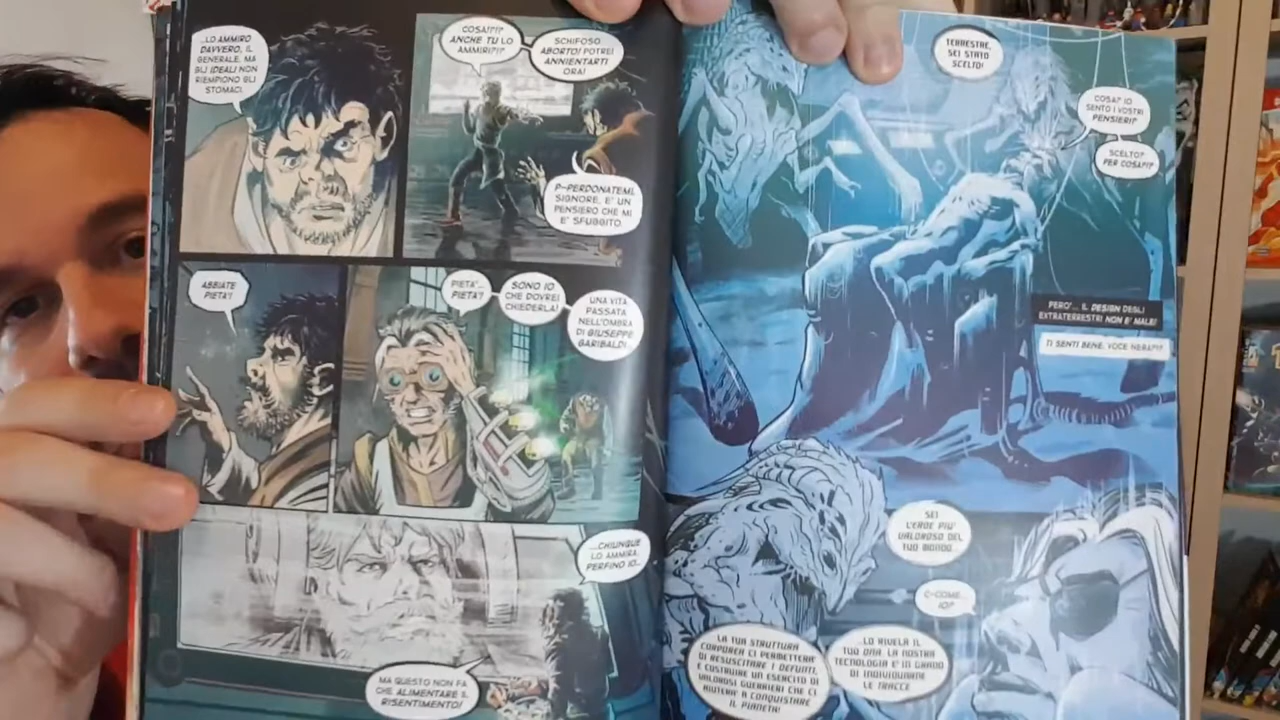 ...LO AMMIRO
DAVVERO, IL
GENERALE, MA
GLI IDEALI NON
RIEMPIONO GLI
STOMACI.
COSA!?!?
ANCHE TU LO
AMMIRI?!?
SCHIFOSO
ABORTO! POTREI
ANNIENTARTI
ORA!
P-PERDONATEMI,
SIGNORE, E' UN
PENSIERO CHE MI
E' SFUGGITO.
ABBIATE
PIETA'!
PIETA'...
PIETA'?
SONO IO
CHE DOVREI
CHIEDERLA!
UNA VITA
PASSATA
NELL'OMBRA
DI GIUSEPPE
GARIBALDI.
...CHIUNQUE
LO AMMIRA,
PERFINO IO...
MA QUESTO NON FA
CHE ALIMENTARE IL
RISENTIMENTO!
TERRESTRE,
SEI STATO
SCELTO!
COSA? IO
SENTO I VOSTRI
PENSIERI?
SCELTO?
PER COSA?!?
PERO'... IL DESIGN DEGLI
EXTRATERRESTRI NON E' MALE!
TI SENTI BENE, VOCE NERA?!?
SEI
L'EROE PIU'
VALOROSO DEL
TUO MONDO...
C-COME...
IO?
...LO RIVELA IL
TUO DNA. LA NOSTRA
TECNOLOGIA E' IN GRADO
DI INDIVIDUARNE
LE TRACCE
LA TUA STRUTTURA
CORPOREA CI PERMETTERA'
DI RESUSCITARE I DEFUNTI,
E COSTRUIRE UN ESERCITO DI
VALOROSI GUERRIERI CHE CI
AIUTERA' A CONQUISTARE
IL PIANETA!